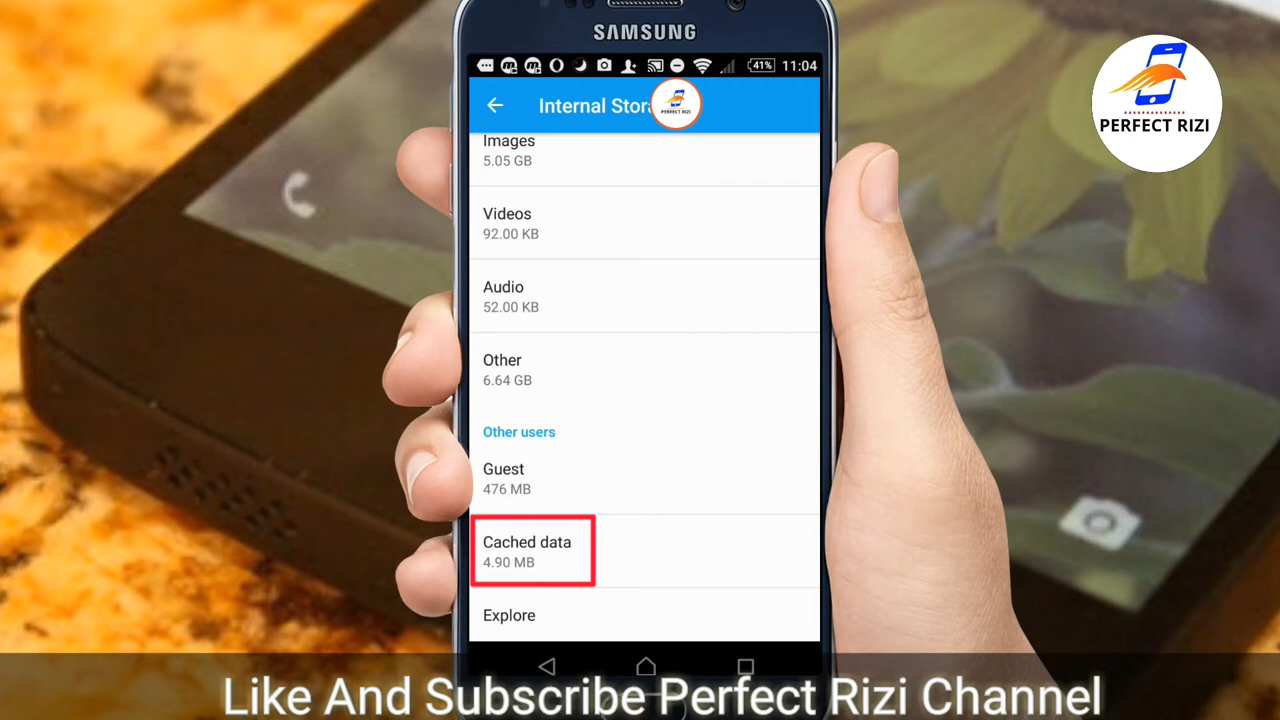 SAMSUNG
41% 11:04
Internal Stor
PERFECT RIZI
PERFECT RIZI
Images
5.05 GB
Videos
92.00 KB
Audio
52.00 KB
Other
6.64 GB
Other users
Guest
476 MB
Cached data
4.90 MB
Explore
Like And Subscribe Perfect Rizi Channel